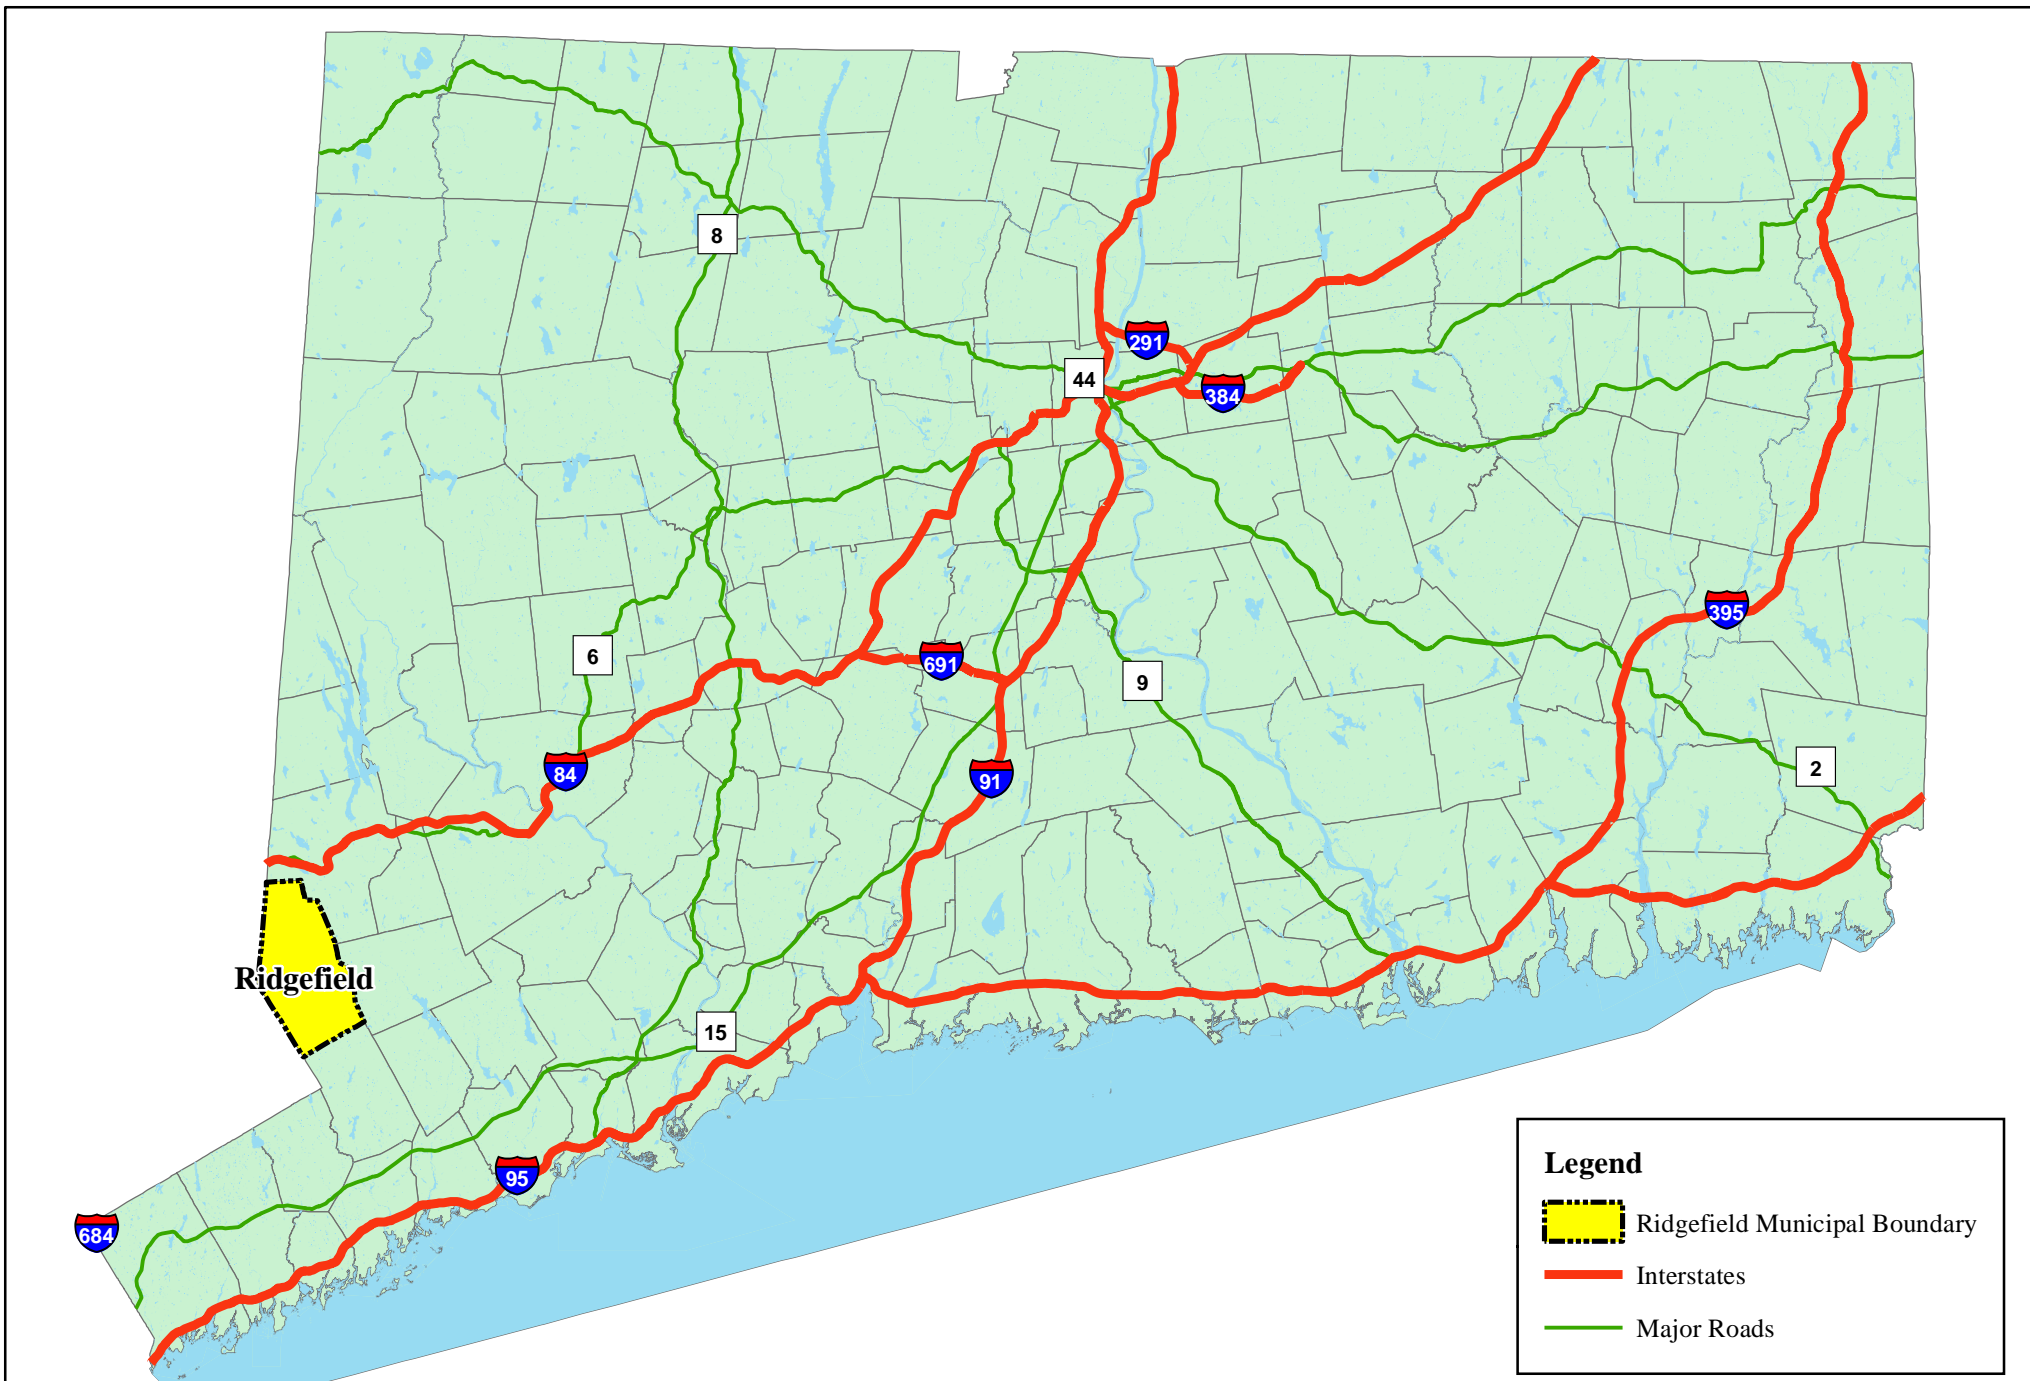 8
291
44
384
395
6
691
9
2
84
91
Ridgefield
15
95
684
Legend
Ridgefield Municipal Boundary
Interstates
Major Roads